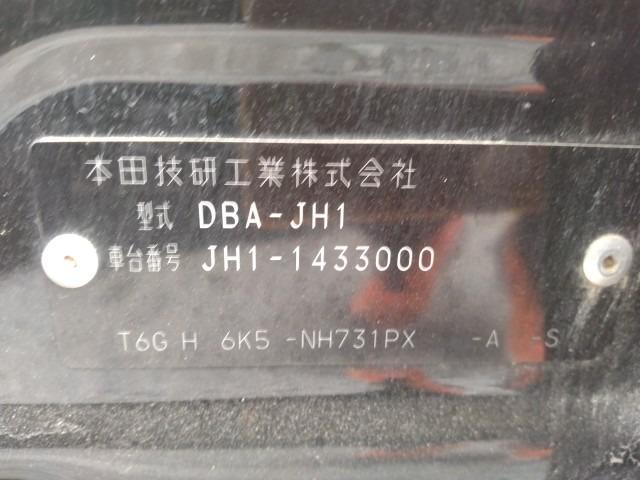 本田技研工業株式会社
型式 DBA-JH1
車台番号 JH1-1433000
T6G H 6K5 -NH731PX -A -S